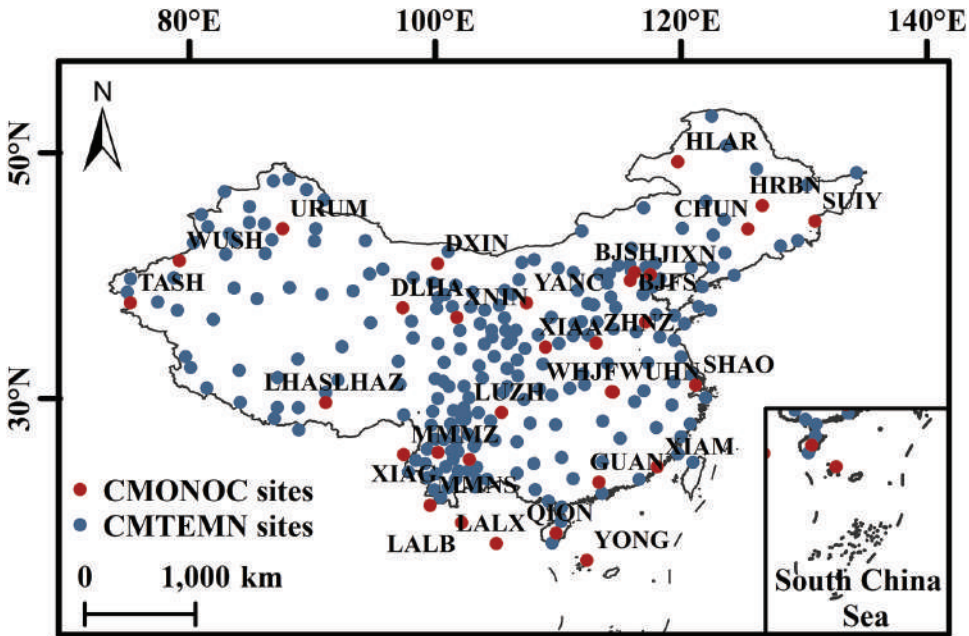 80°E 100°E 120°E 140°E
N
50°N
30°N
HLAR
HRBN
URUM
CHUN
SUIY
WUSH
DXIN
BJSH
JIXN
TASH
DLHA
XNIN
YANC
BJFS
XIAA
ZHNZ
LHAS
LHAZ
LUZH
WHJF
WUHN
SHAO
MMMZ
XIAG
MMNS
GUAN
XIAM
LALX
QION
LALB
YONG
CMONOC sites
CMTEMN sites
0 1,000 km
South China
Sea